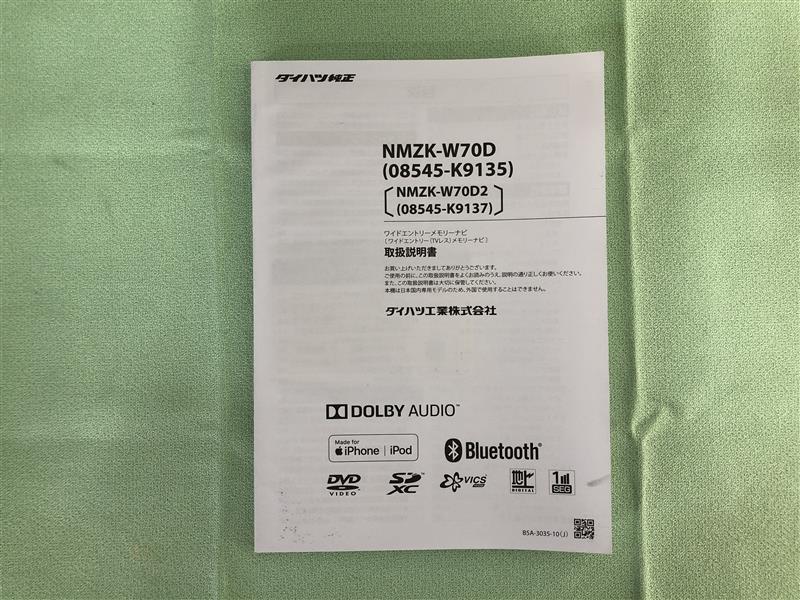 ダイハツ純正
NMZK-W70D
(08545-K9135)
NMZK-W70D2
(08545-K9137)
ワイドエントリーメモリーナビ
(ワイドエントリー(TVレス)メモリーナビ)
取扱説明書
お買い上げいただきましてありがとうございます。
ご使用の前に、この取扱説明書をよくお読みのうえ、説明の通り正しくお使いください。
また、この取扱説明書は大切に保管してください。
本機は日本国内専用モデルのため、外国で使用することはできません。
ダイハツ工業株式会社
DOLBY AUDIO™
Made for
iPhone | iPod
Bluetooth®
DVD VIDEO
SD XC™
VICS
地上 DIGITAL
1 SEG
BSA-3035-10(J)